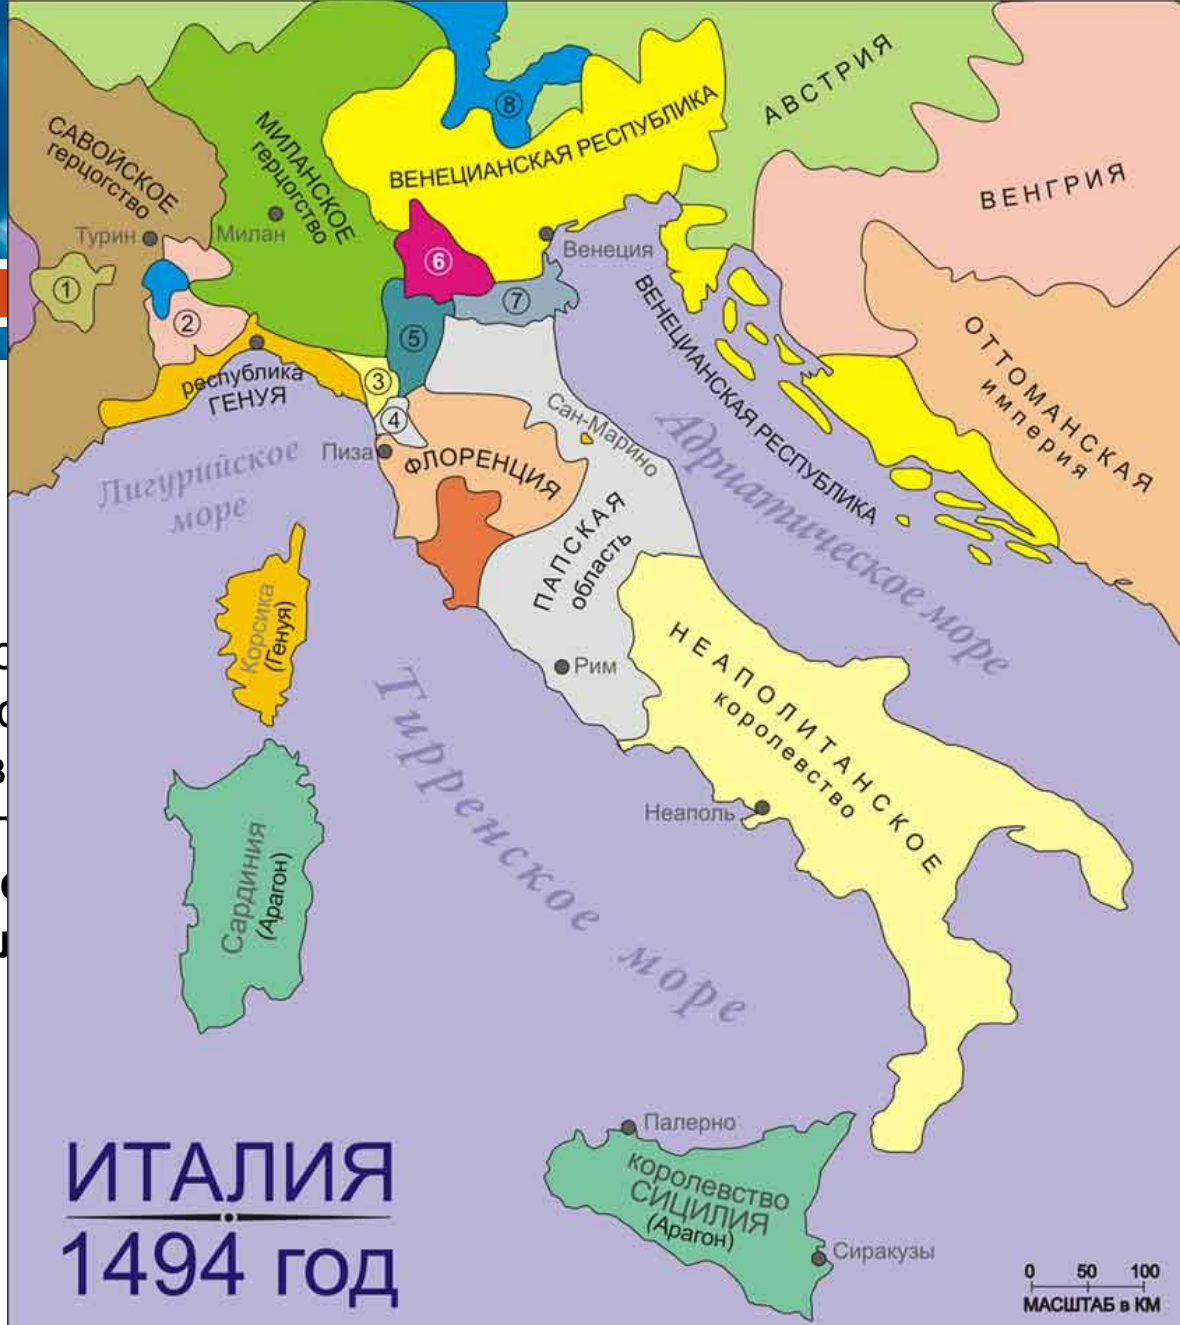 САВОЙСКОЕ
герцогство
МИЛАНСКОЕ
герцогство
ВЕНЕЦИАНСКАЯ РЕСПУБЛИКА
АВСТРИЯ
ВЕНГРИЯ
Турин
Милан
Венеция
ОТТОМАНСКАЯ
империя
ВЕНЕЦИАНСКАЯ РЕСПУБЛИКА
1
2
3
4
5
6
7
8
республика
ГЕНУЯ
Пиза
ФЛОРЕНЦИЯ
Сан-Марино
Лигурийское
море
Адриатическое море
ПАПСКАЯ
область
Корсика
(Генуя)
Рим
НЕАПОЛИТАНСКОЕ
королевство
Неаполь
Тирренское море
Сардиния
(Арагон)
Палерно
королевство
СИЦИЛИЯ
(Арагон)
Сиракузы
ИТАЛИЯ
1494 год
0 50 100
МАСШТАБ в КМ